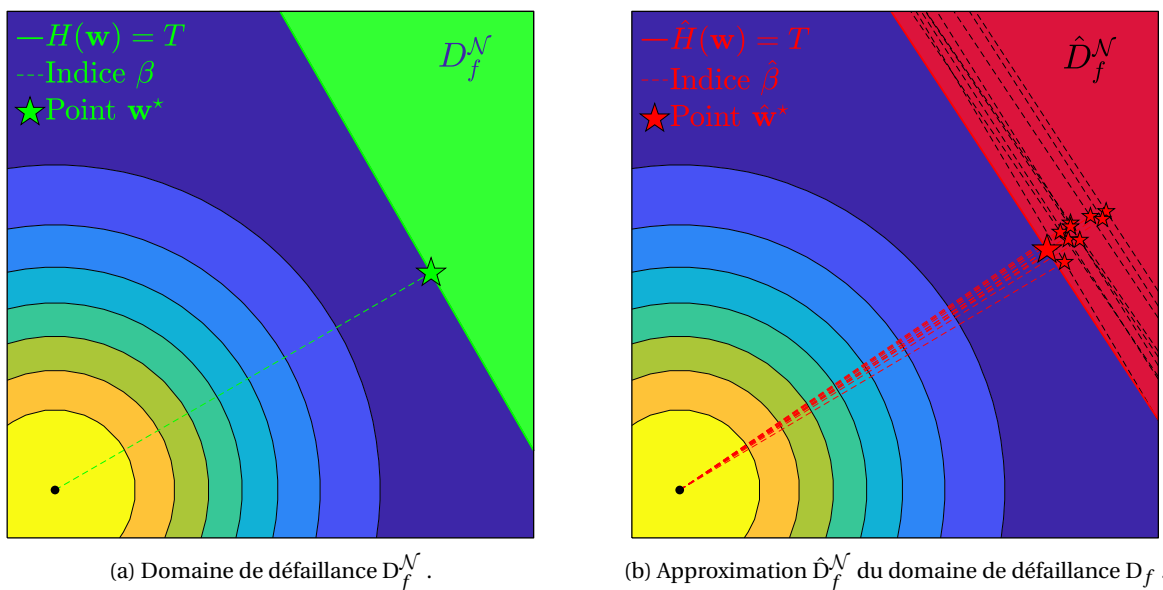 H(w) = T
Indice β
Point w⋆
D_f^𝒩
Ĥ(w) = T
Indice β̂
Point ŵ⋆
D̂_f^𝒩
(a) Domaine de défaillance D_f^𝒩 .
(b) Approximation D̂_f^𝒩 du domaine de défaillance D_f .